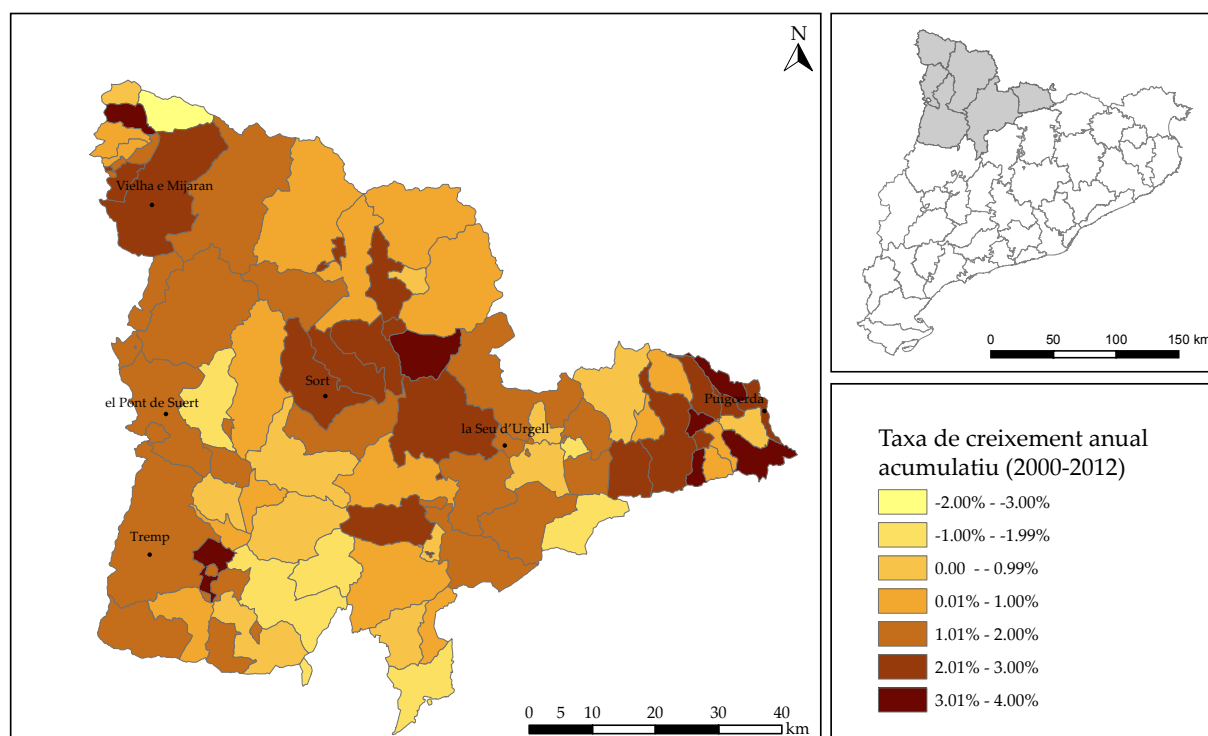 N
Vielha e Mijaran
Sort
el Pont de Suert
la Seu d'Urgell
Puigcerda
Tremp
0 5 10 20 30 40
km
0 50 100 150 km
Taxa de creixement anual
acumulatiu (2000-2012)
-2.00% - -3.00%
-1.00% - -1.99%
0.00 - - 0.99%
0.01% - 1.00%
1.01% - 2.00%
2.01% - 3.00%
3.01% - 4.00%